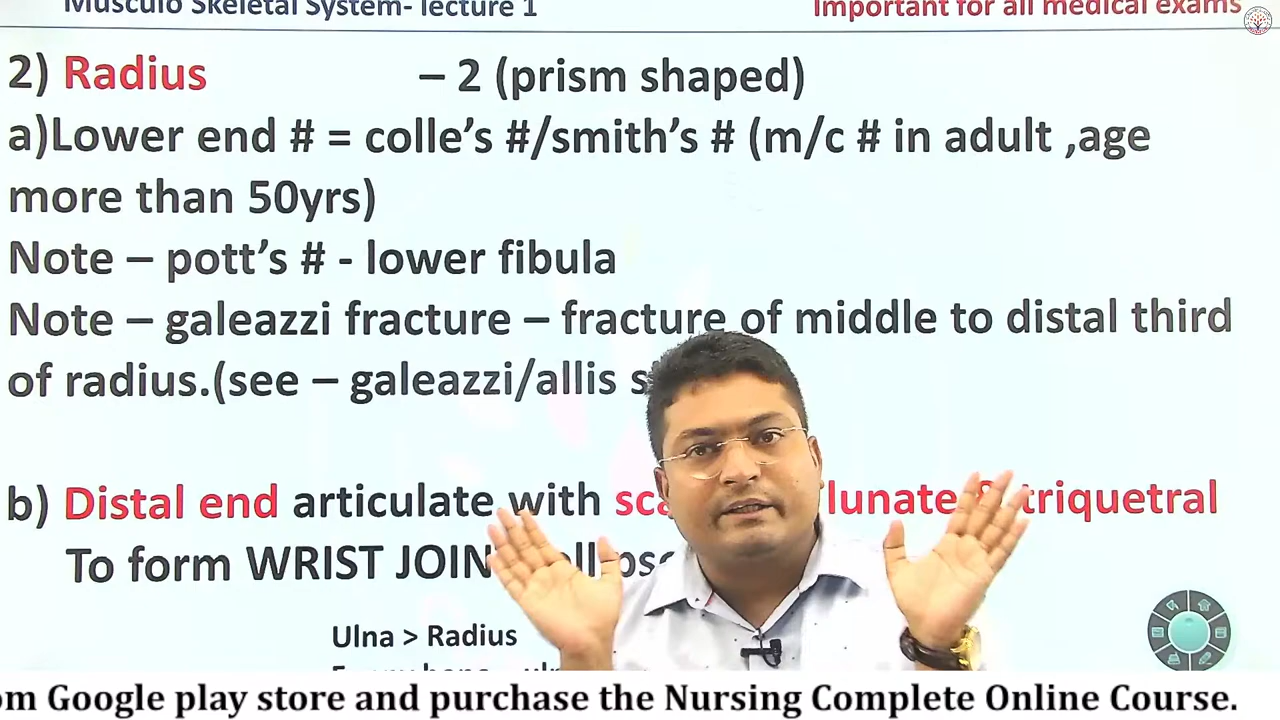 Musculo Skeletal System- lecture 1
Important for all medical exams
2) Radius – 2 (prism shaped)
a)Lower end # = colle’s #/smith’s # (m/c # in adult ,age
more than 50yrs)
Note – pott’s # - lower fibula
Note – galeazzi fracture – fracture of middle to distal third
of radius.(see – galeazzi/allis
b) Distal end articulate with lunate & triquetral
To form WRIST
Ulna > Radius
om Google play store and purchase the Nursing Complete Online Course.